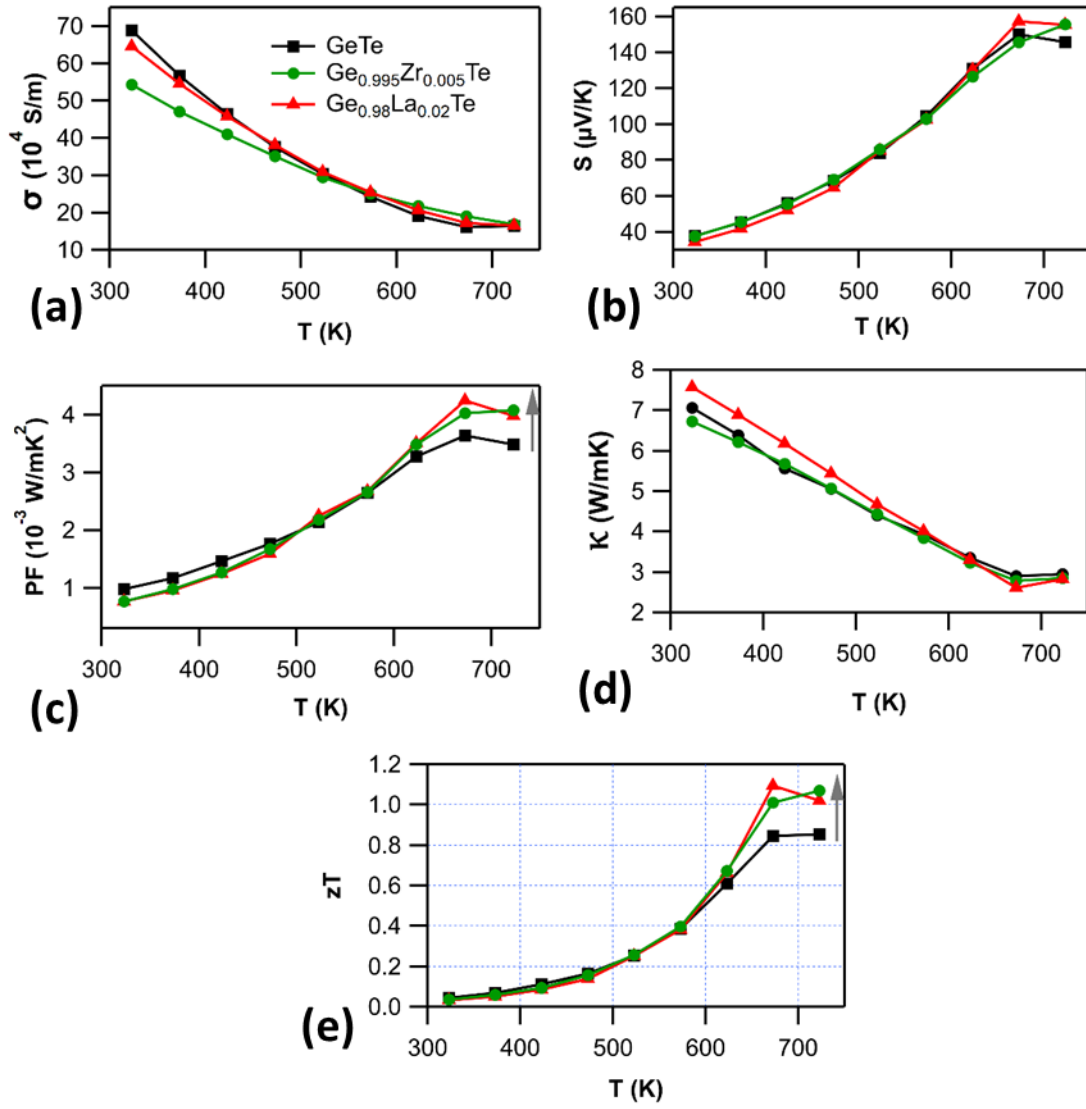 70
60
50
40
30
20
10
σ (10⁴ S/m)
GeTe
Ge₀.₉₉₅Zr₀.₀₀₅Te
Ge₀.₉₈La₀.₀₂Te
300 400 500 600 700
T (K)
(a)
160
140
120
100
80
60
40
S (µV/K)
300 400 500 600 700
T (K)
(b)
4
3
2
1
PF (10⁻³ W/mK²)
300 400 500 600 700
T (K)
(c)
8
7
6
5
4
3
2
κ (W/mK)
300 400 500 600 700
T (K)
(d)
1.2
1.0
0.8
0.6
0.4
0.2
0.0
zT
300 400 500 600 700
T (K)
(e)